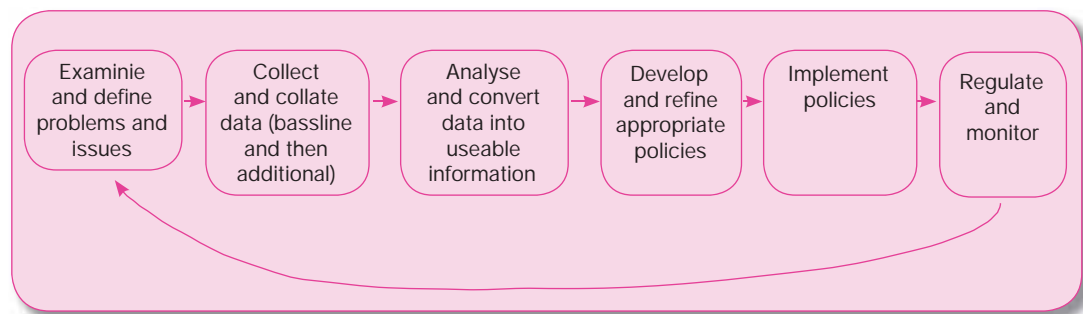 Examinie
and define
problems and
issues
Collect
and collate
data (bassline
and then
additional)
Analyse
and convert
data into
useable
information
Develop
and refine
appropriate
policies
Implement
policies
Regulate
and
monitor